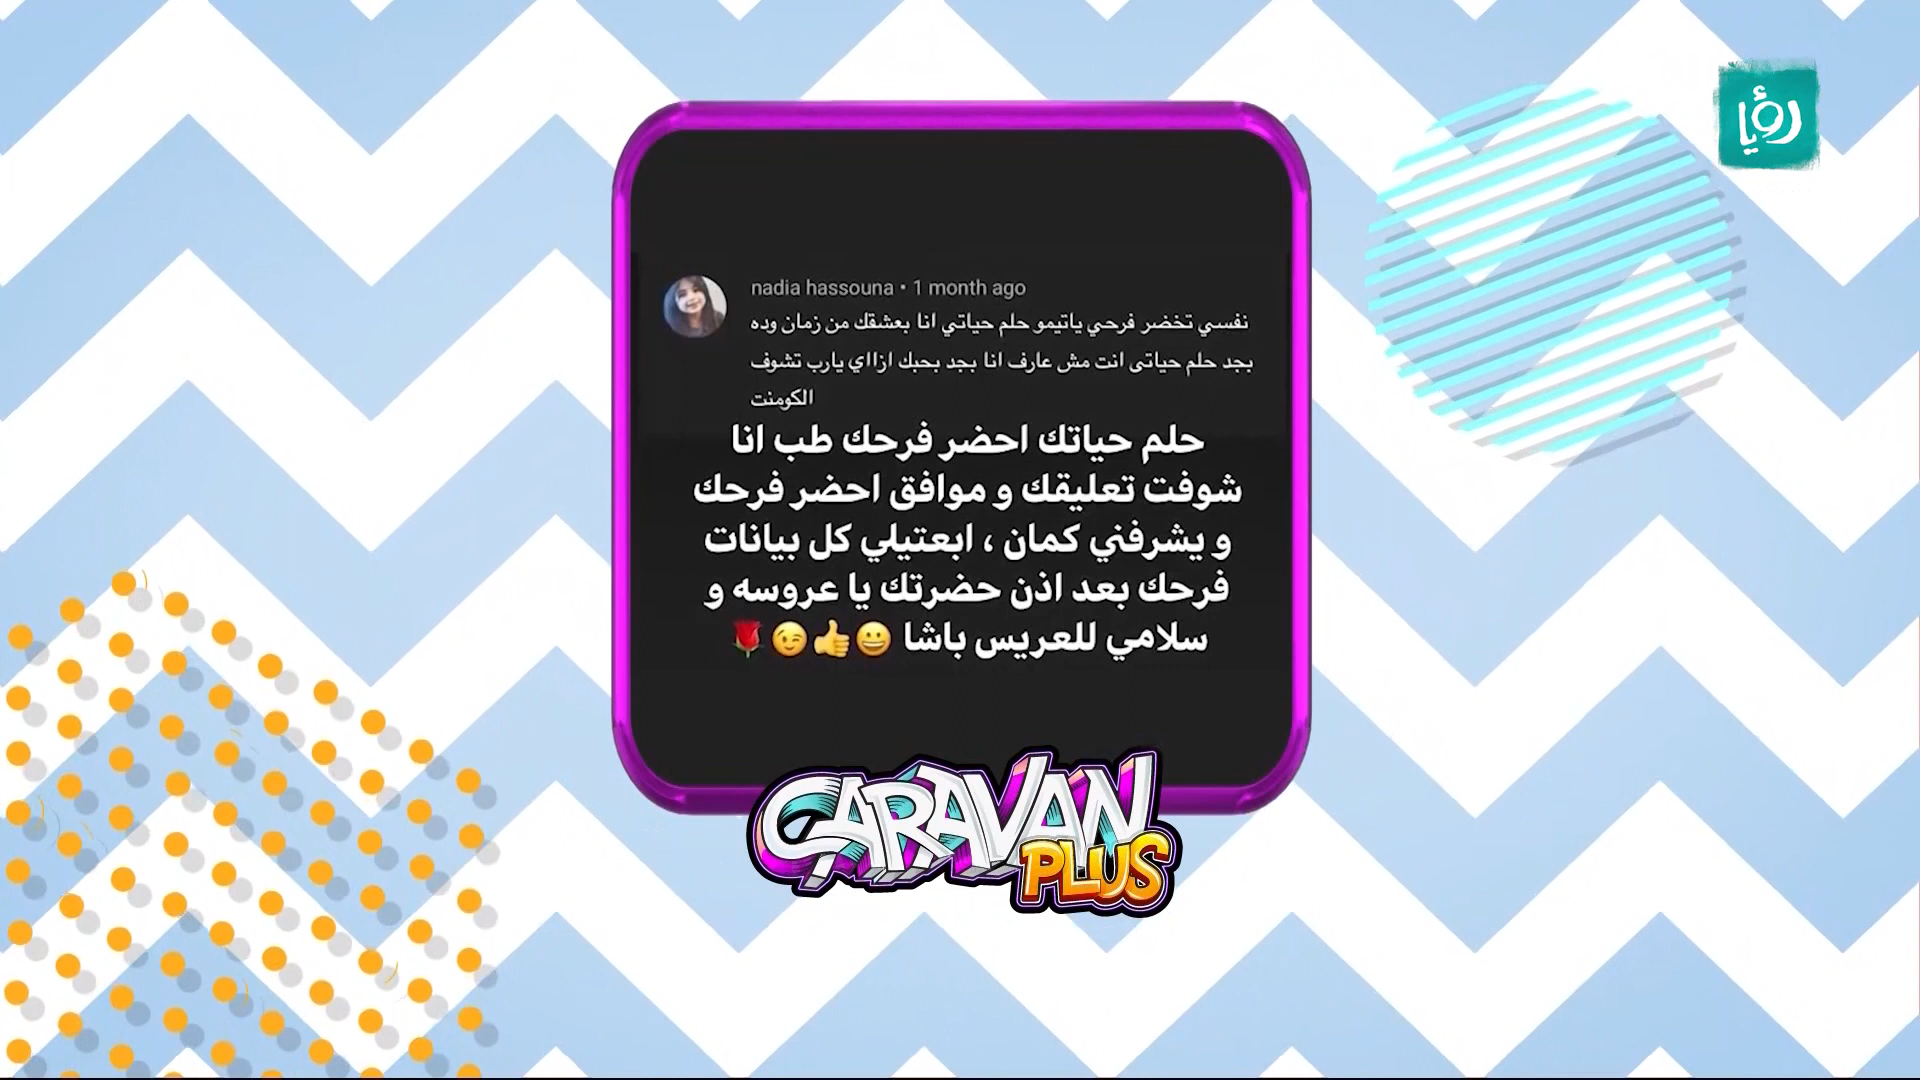 رؤيا
nadia hassouna • 1 month ago
نفسي تخضر فرحي ياتيمو حلم حياتي انا بعشقك من زمان وده
بجد حلم حياتى انت مش عارف انا بجد بحبك ازااي يارب تشوف
الكومنت
حلم حياتك احضر فرحك طب انا
شوفت تعليقك و موافق احضر فرحك
و يشرفني كمان ، ابعتيلي كل بيانات
فرحك بعد اذن حضرتك يا عروسه و
سلامي للعريس باشا 😀👍😉🌹
CARAVAN
PLUS